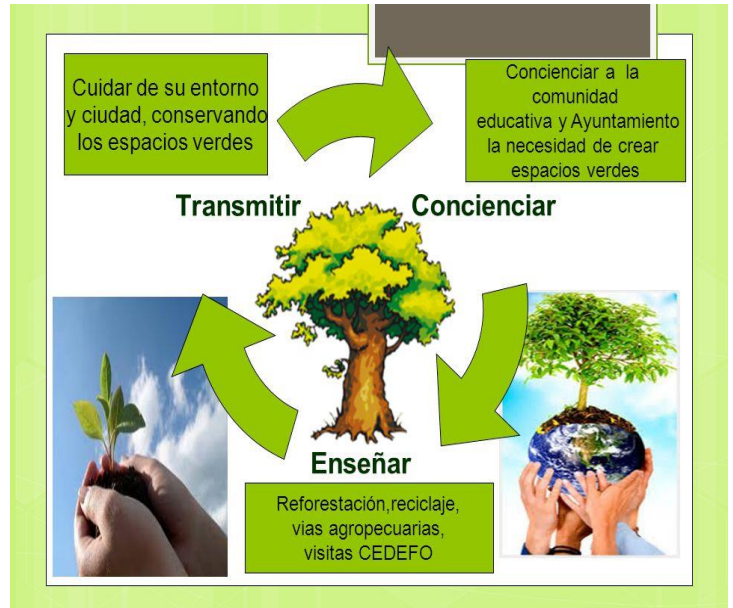 Cuidar de su entorno
y ciudad, conservando
los espacios verdes
Concienciar a la
comunidad
educativa y Ayuntamiento
la necesidad de crear
espacios verdes
Transmitir
Concienciar
Enseñar
Reforestación,reciclaje,
vias agropecuarias,
visitas CEDEFO